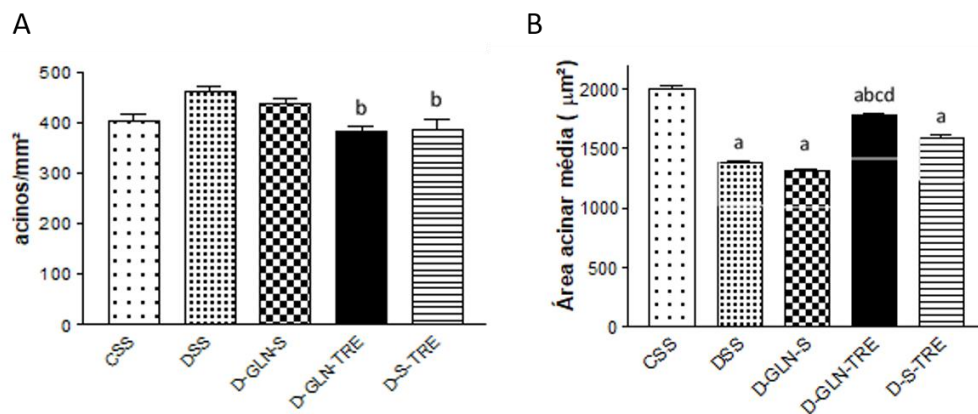 A
B
acinos/mm²
500
400
300
200
100
0
b
b
CSS
DSS
D-GLN-S
D-GLN-TRE
D-S-TRE
Área acinar média ( µm²)
2000
1500
1000
500
0
a
a
abcd
a
CSS
DSS
D-GLN-S
D-GLN-TRE
D-S-TRE